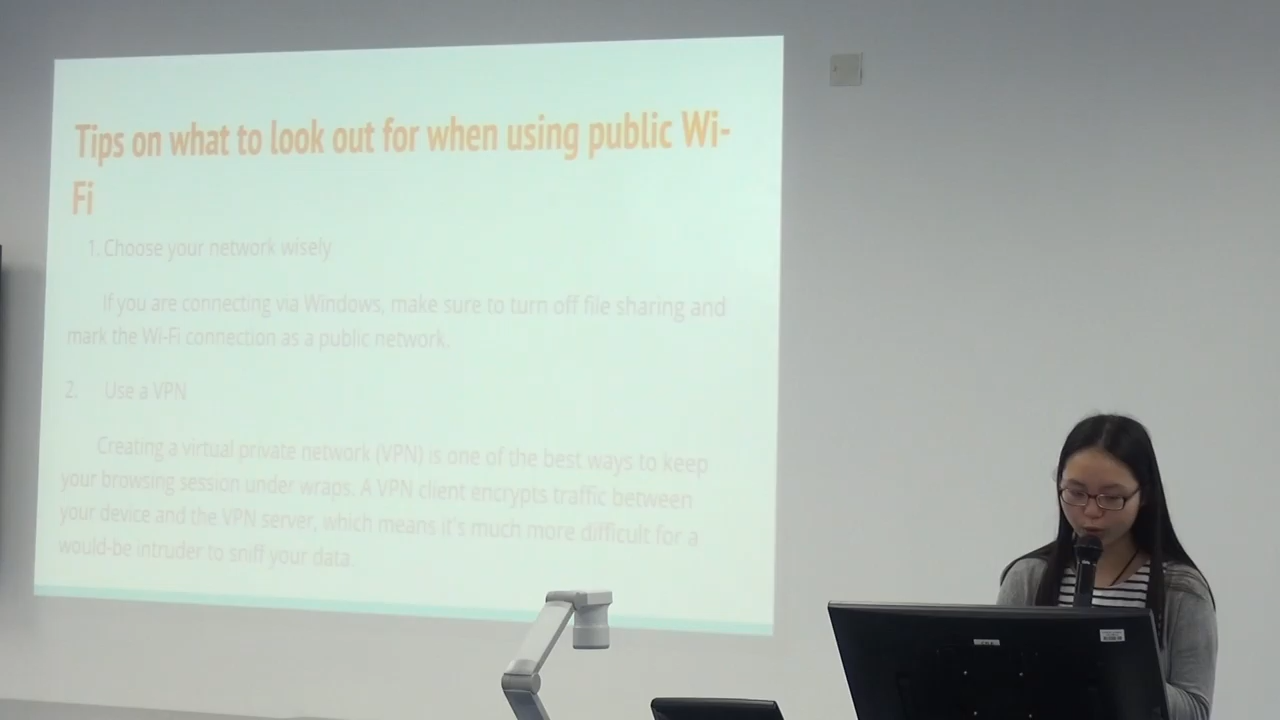 Tips on what to look out for when using public Wi-
Fi
1. Choose your network wisely
If you are connecting via Windows, make sure to turn off file sharing and
mark the Wi-Fi connection as a public network.
2. Use a VPN
Creating a virtual private network (VPN) is one of the best ways to keep
your browsing session under wraps. A VPN client encrypts traffic between
your device and the VPN server, which means it's much more difficult for a
would-be intruder to sniff your data.